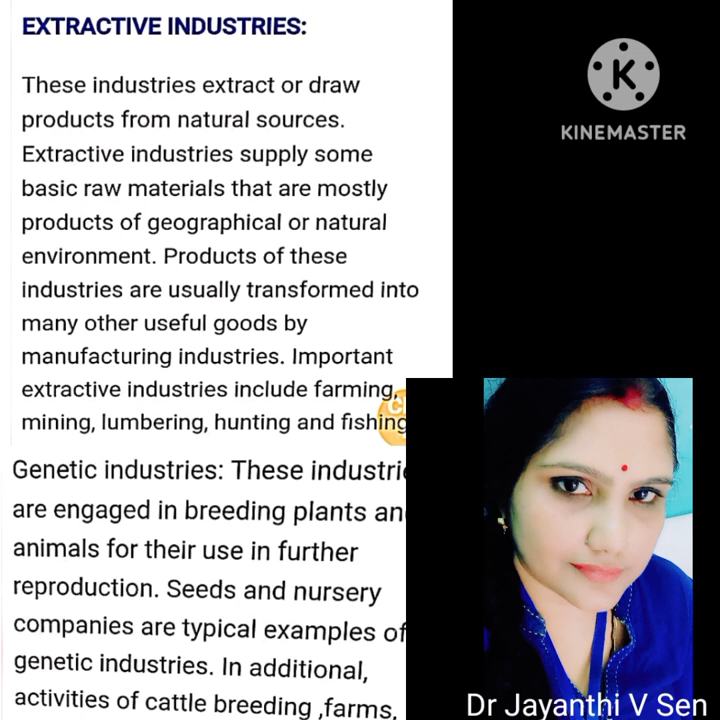 EXTRACTIVE INDUSTRIES:
These industries extract or draw
products from natural sources.
Extractive industries supply some
basic raw materials that are mostly
products of geographical or natural
environment. Products of these
industries are usually transformed into
many other useful goods by
manufacturing industries. Important
extractive industries include farming,
mining, lumbering, hunting and fishing
Genetic industries: These industri
are engaged in breeding plants an
animals for their use in further
reproduction. Seeds and nursery
companies are typical examples of
genetic industries. In additional,
activities of cattle breeding ,farms,
K
KINEMASTER
Dr Jayanthi V Sen